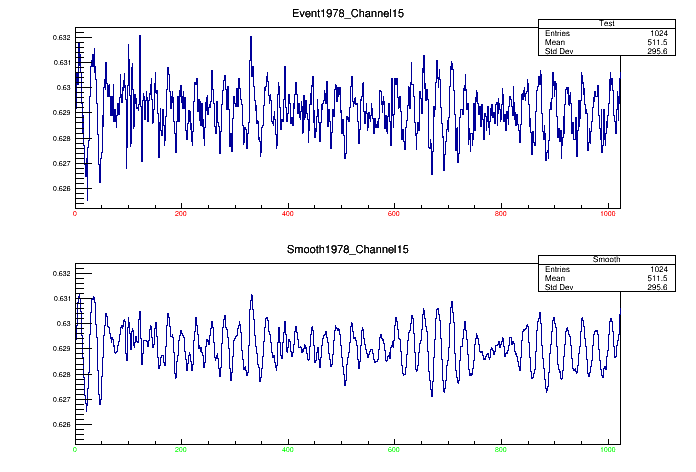 Event1978_Channel15
Test
Entries 1024
Mean 511.5
Std Dev 295.6
0.632
0.631
0.63
0.629
0.628
0.627
0.626
0 200 400 600 800 1000
Smooth1978_Channel15
Smooth
Entries 1024
Mean 511.5
Std Dev 295.6
0.632
0.631
0.63
0.629
0.628
0.627
0.626
0 200 400 600 800 1000